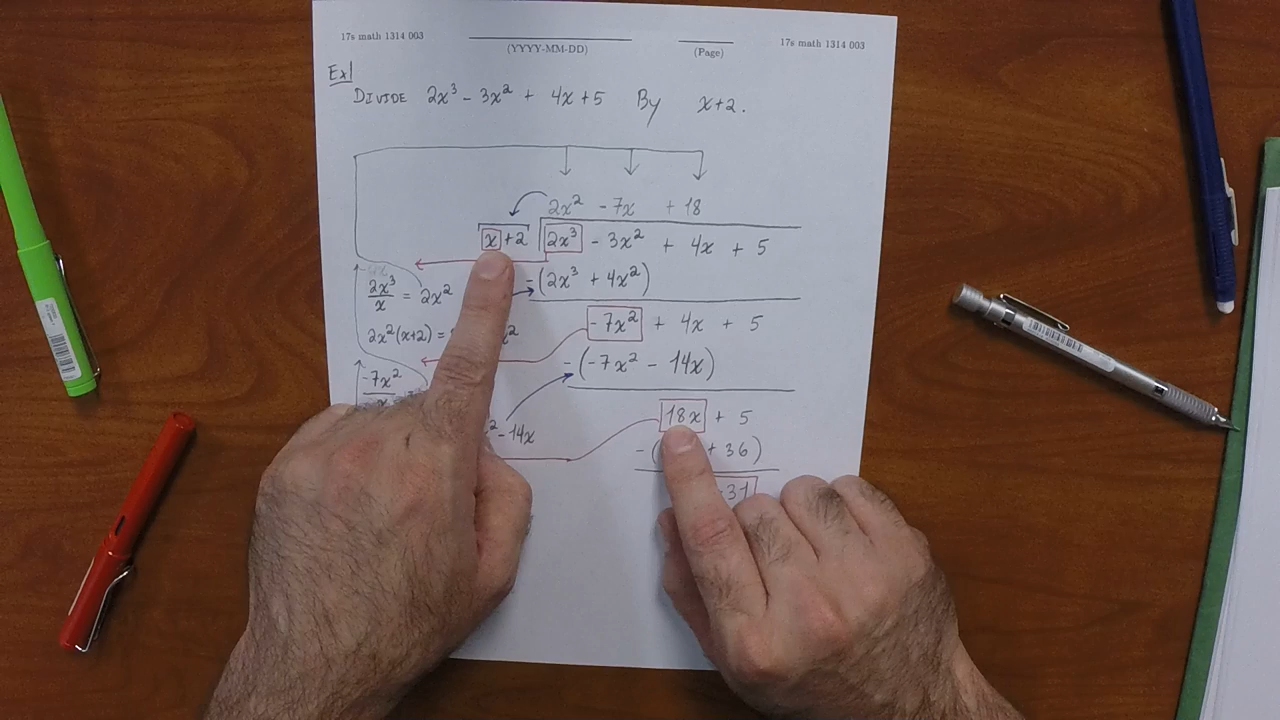 17s math 1314 003 (YYYY-MM-DD) (Page) 17s math 1314 003
Ex1
DIVIDE 2x³ - 3x² + 4x + 5 By x+2.
2x² - 7x + 18
x +2 2x³ - 3x² + 4x + 5
-(2x³ + 4x²)
2x³/x = 2x²
-7x² + 4x + 5
2x²(x+2) =
-(-7x² - 14x)
-7x²
18x + 5
- 14x
-( + 36)
-31